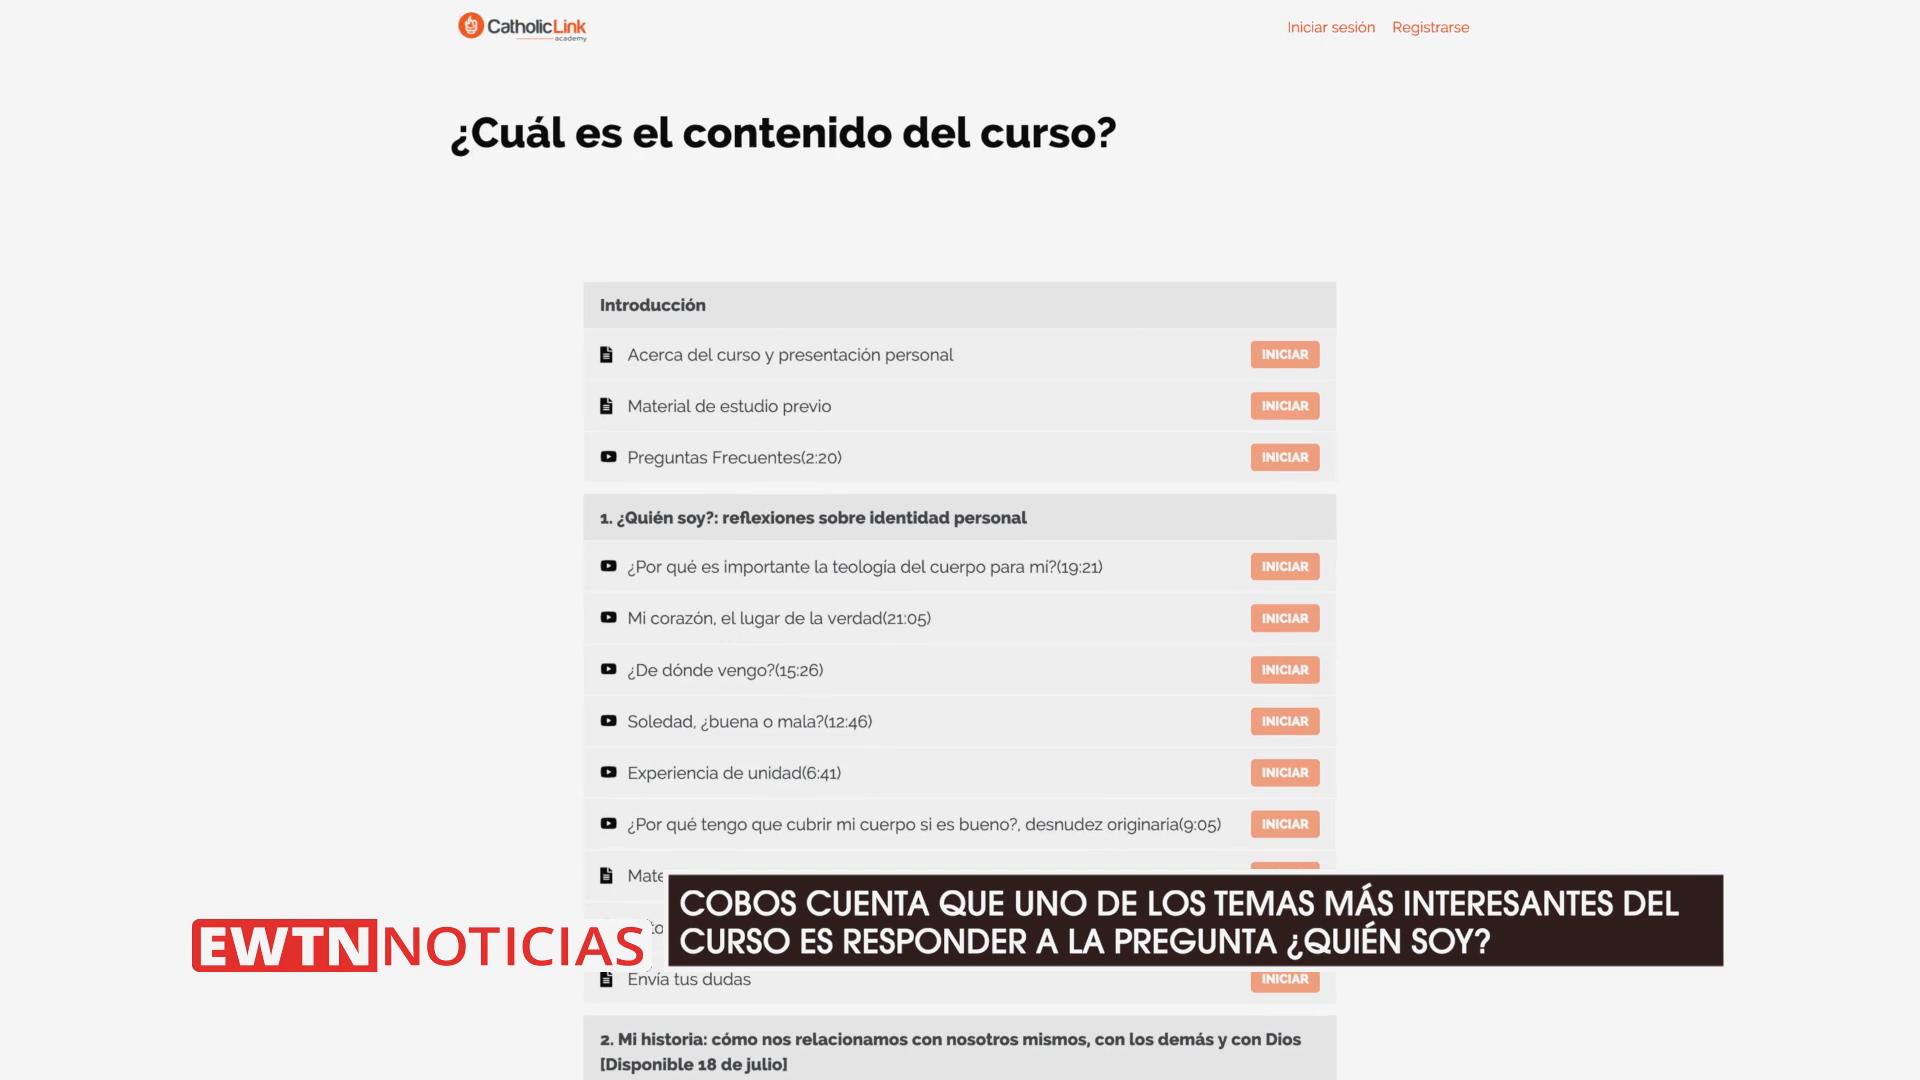 CatholicLink
academy
Iniciar sesión
Registrarse
¿Cuál es el contenido del curso?
Introducción
Acerca del curso y presentación personal
INICIAR
Material de estudio previo
INICIAR
Preguntas Frecuentes(2:20)
INICIAR
1. ¿Quién soy?: reflexiones sobre identidad personal
¿Por qué es importante la teología del cuerpo para mí?(19:21)
INICIAR
Mi corazón, el lugar de la verdad(21:05)
INICIAR
¿De dónde vengo?(15:26)
INICIAR
Soledad, ¿buena o mala?(12:46)
INICIAR
Experiencia de unidad(6:41)
INICIAR
¿Por qué tengo que cubrir mi cuerpo si es bueno?, desnudez originaria(9:05)
INICIAR
COBOS CUENTA QUE UNO DE LOS TEMAS MÁS INTERESANTES DEL
CURSO ES RESPONDER A LA PREGUNTA ¿QUIÉN SOY?
EWTN NOTICIAS
Envía tus dudas
INICIAR
2. Mi historia: cómo nos relacionamos con nosotros mismos, con los demás y con Dios
[Disponible 18 de julio]